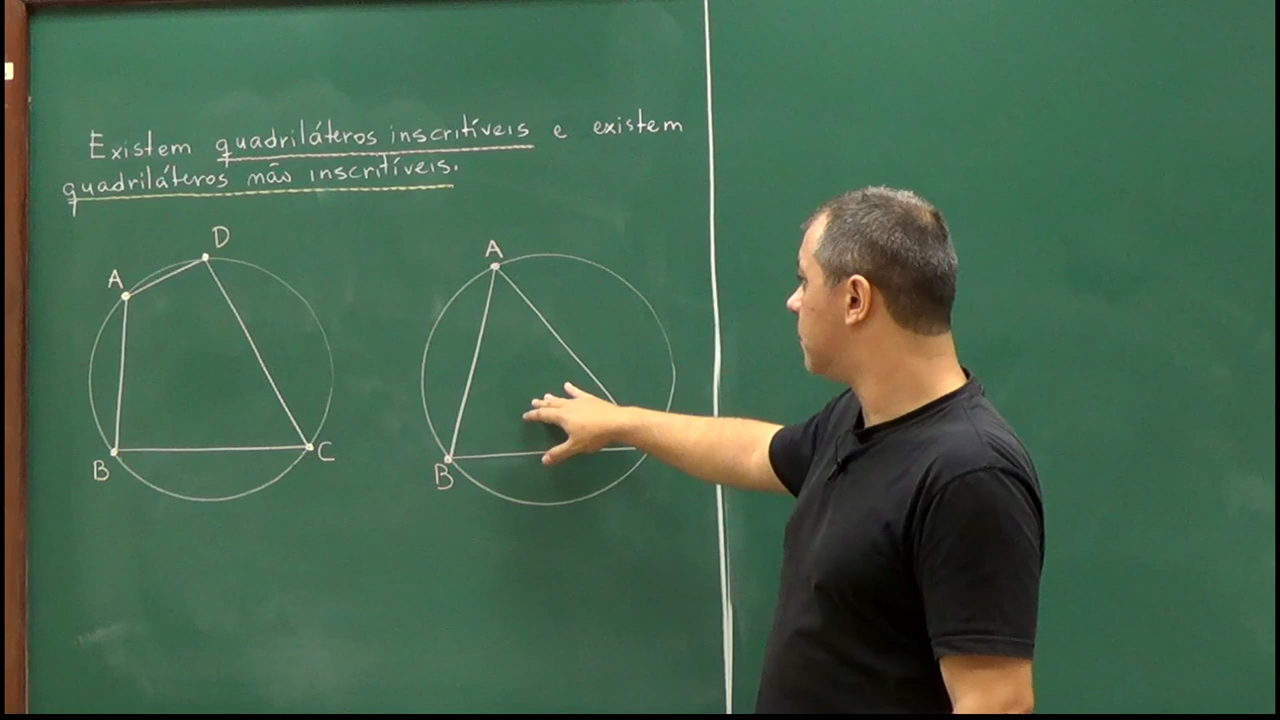 Existem quadriláteros inscritíveis e existem
quadriláteros não inscritíveis.
D
A
B
C
A
B